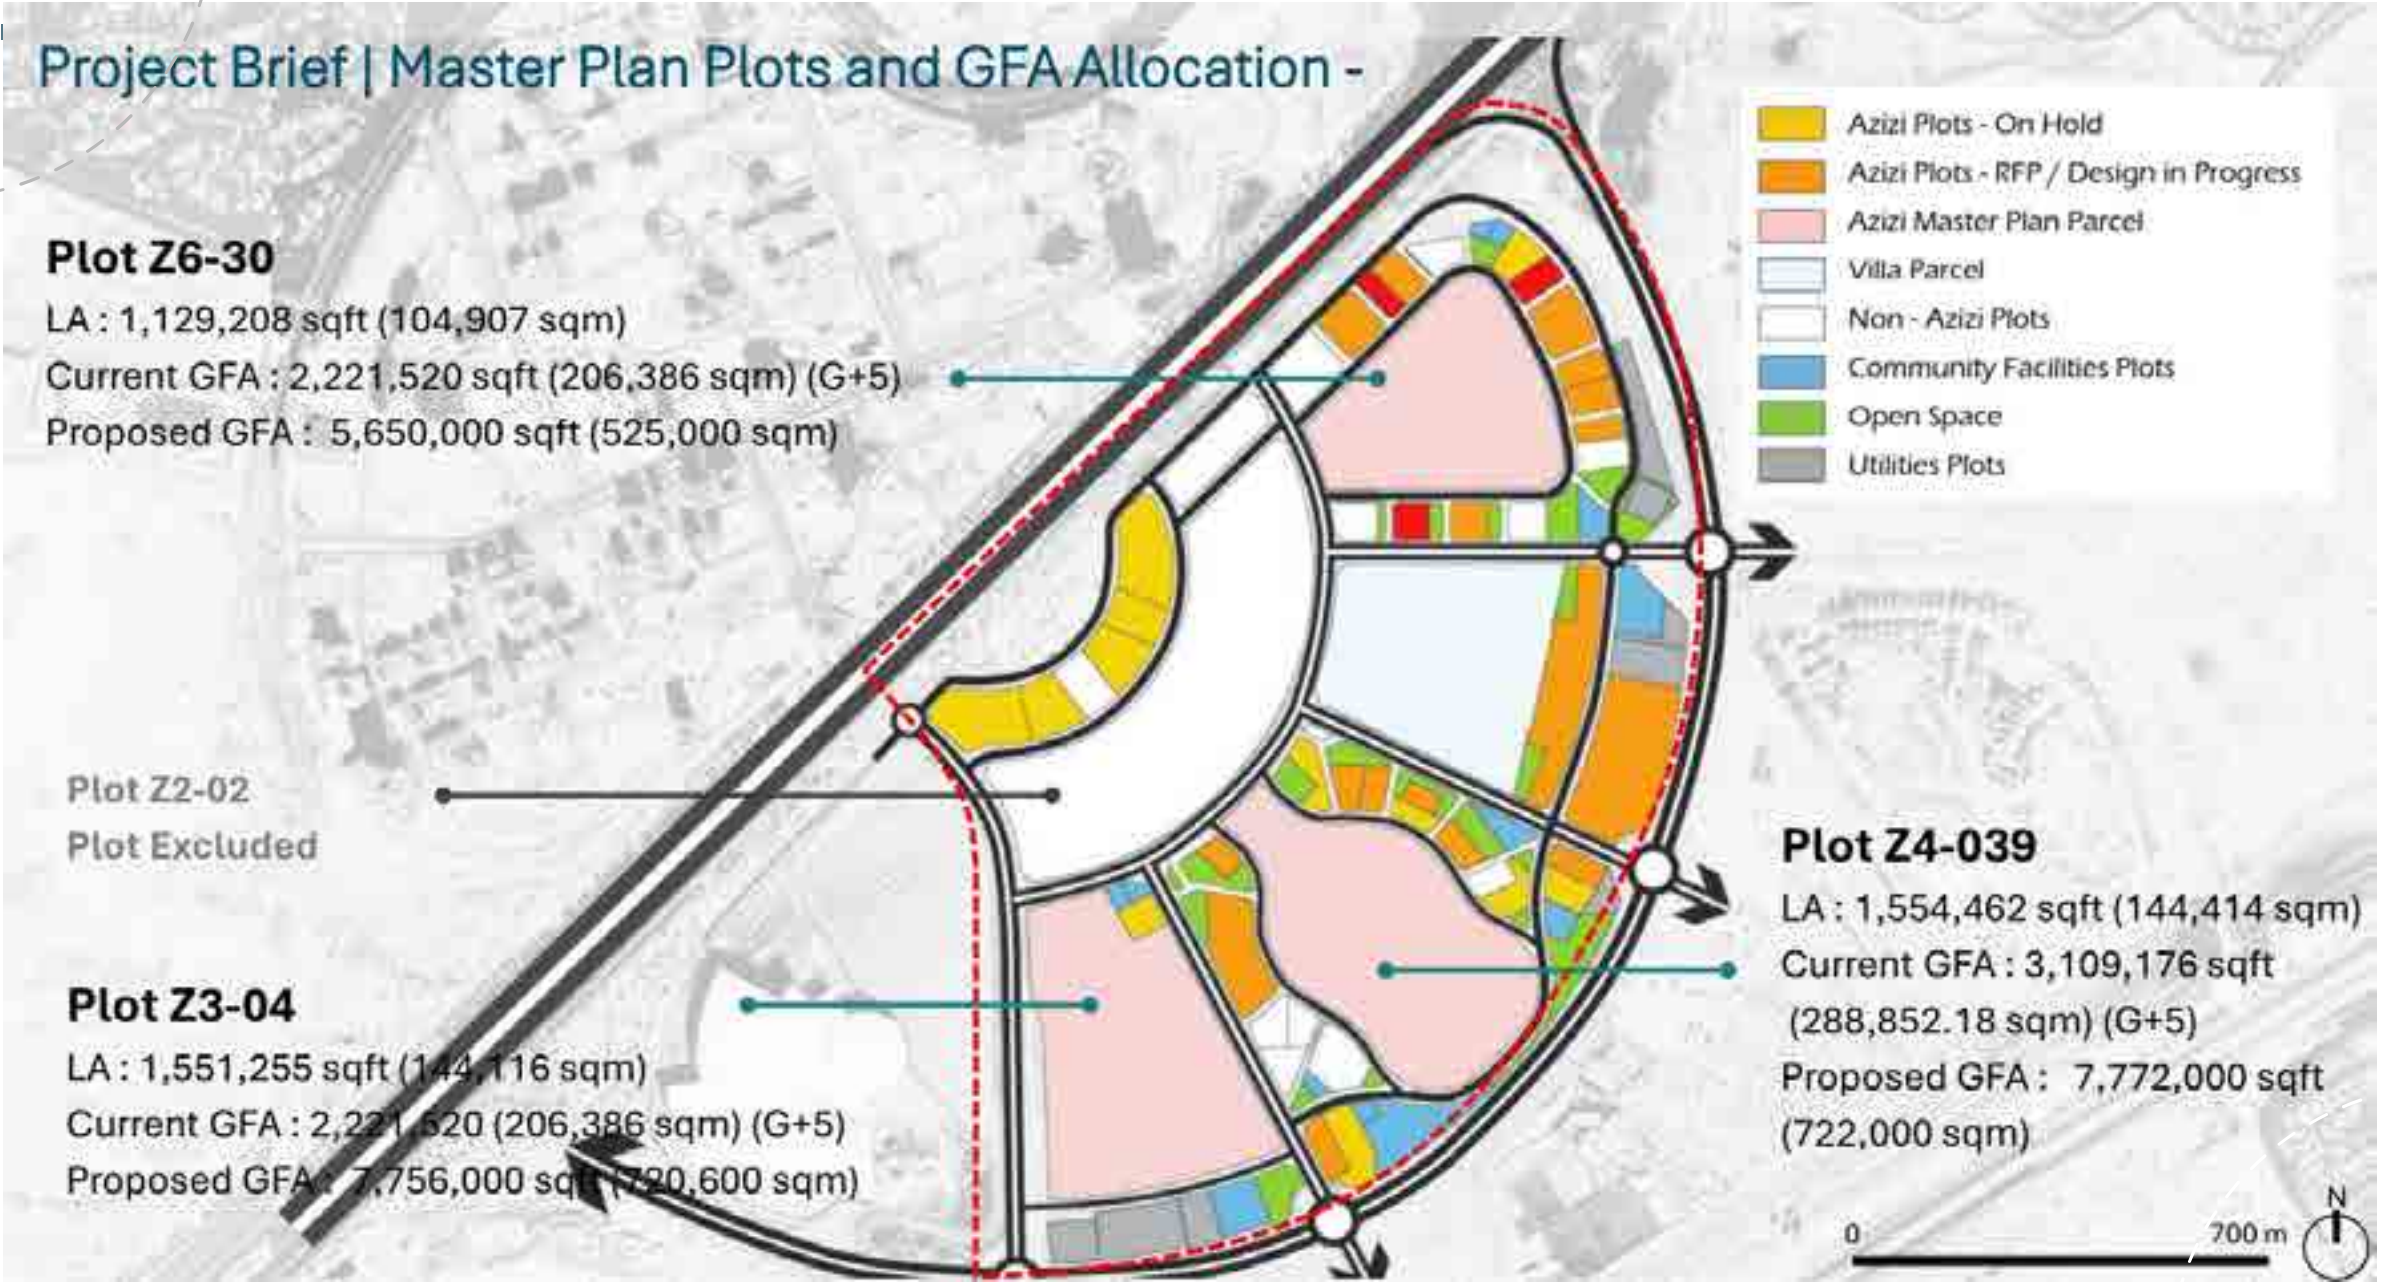 Project Brief | Master Plan Plots and GFA Allocation -
Azizi Plots - On Hold
Azizi Plots - RFP / Design in Progress
Azizi Master Plan Parcel
Villa Parcel
Non - Azizi Plots
Community Facilities Plots
Open Space
Utilities Plots
Plot Z6-30
LA : 1,129,208 sqft (104,907 sqm)
Current GFA : 2,221,520 sqft (206,386 sqm) (G+5)
Proposed GFA : 5,650,000 sqft (525,000 sqm)
Plot Z2-02
Plot Excluded
Plot Z3-04
LA : 1,551,255 sqft (144,116 sqm)
Current GFA : 2,221,520 (206,386 sqm) (G+5)
Proposed GFA : 7,756,000 sqft (720,600 sqm)
Plot Z4-039
LA : 1,554,462 sqft (144,414 sqm)
Current GFA : 3,109,176 sqft
(288,852.18 sqm) (G+5)
Proposed GFA : 7,772,000 sqft
(722,000 sqm)
0 700 m
N